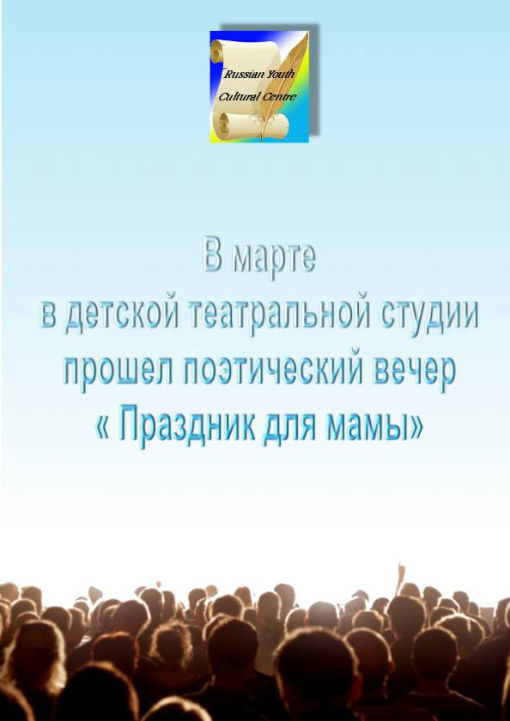 Russian Youth
Cultural Centre
В марте
в детской театральной студии
прошел поэтический вечер
« Праздник для мамы»